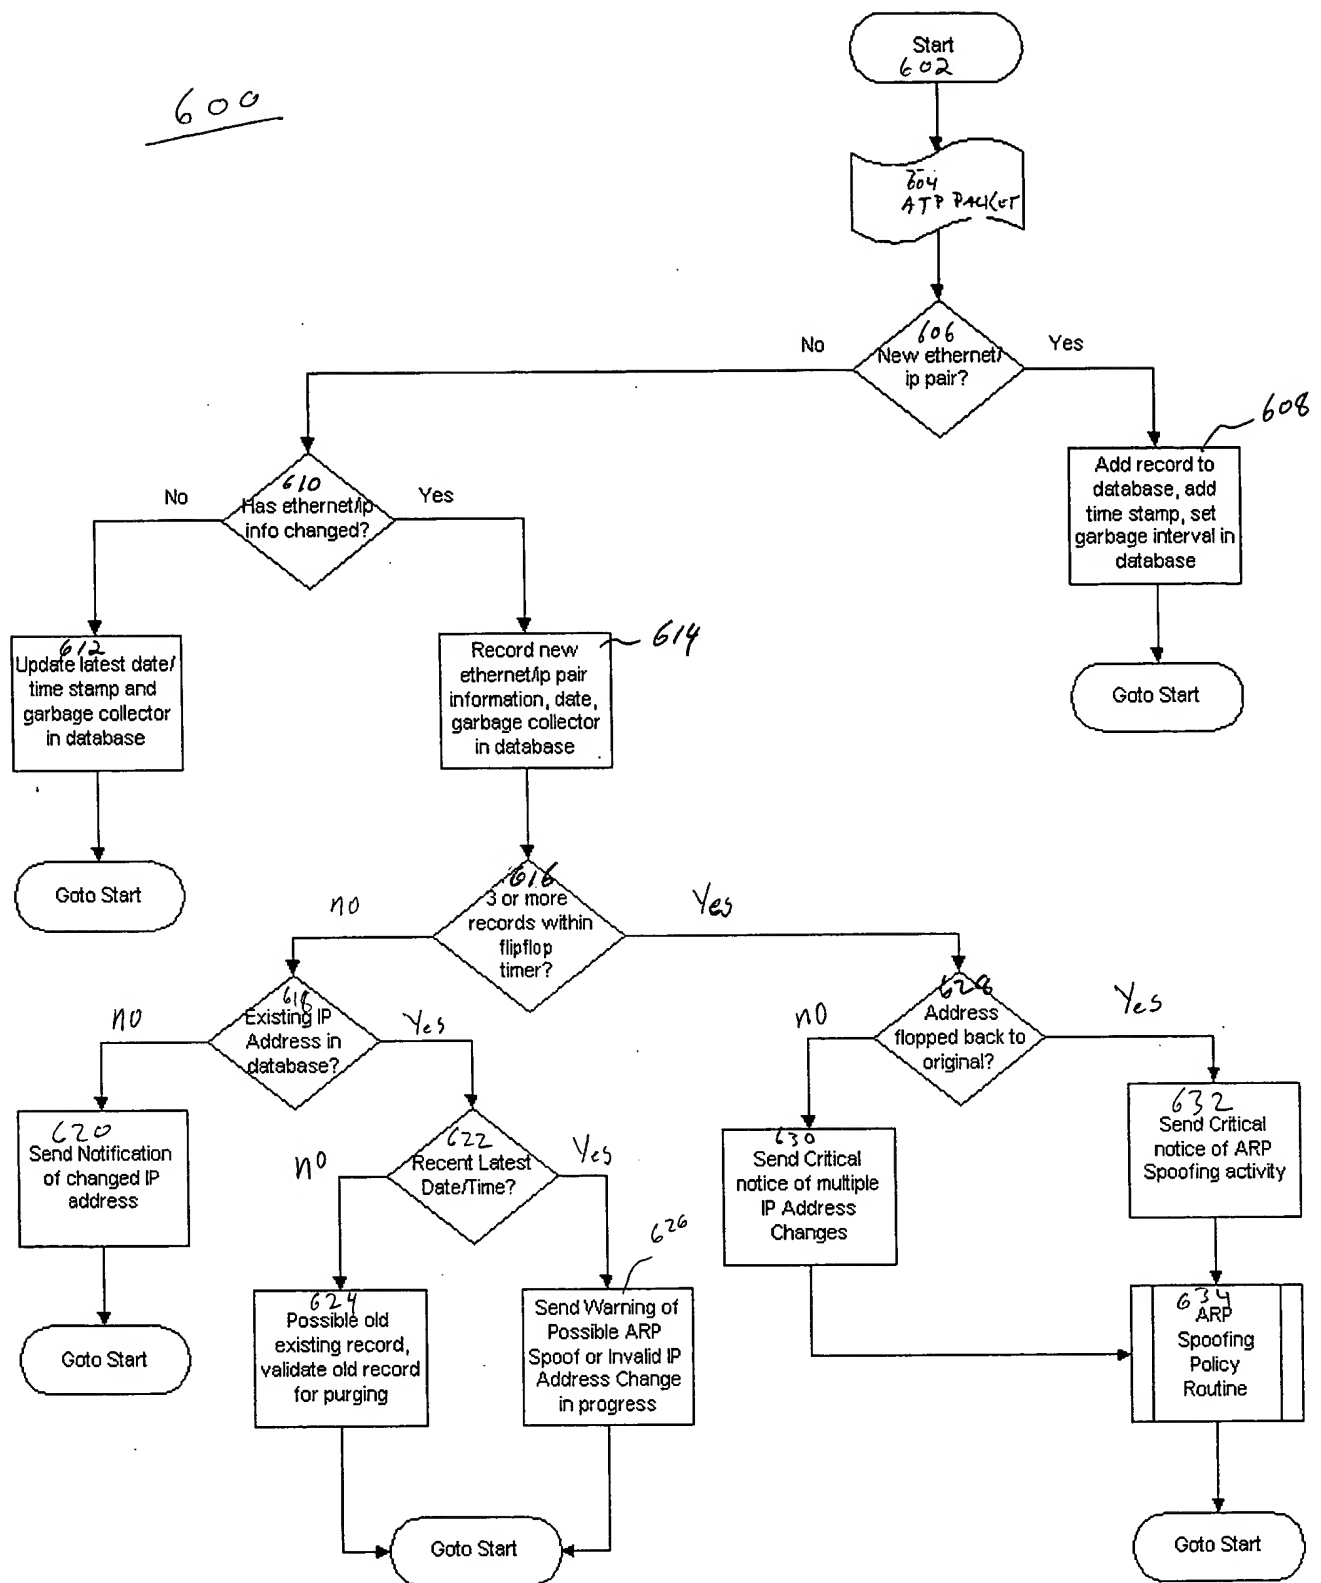 600
Start
602
604
ATP PACKET
606
New ethernet/
ip pair?
No
Yes
608
Add record to
database, add
time stamp, set
garbage interval in
database
Goto Start
610
Has ethernet/ip
info changed?
No
Yes
612
Update latest date/
time stamp and
garbage collector
in database
Goto Start
614
Record new
ethernet/ip pair
information, date,
garbage collector
in database
616
3 or more
records within
flipflop
timer?
no
Yes
618
Existing IP
Address in
database?
no
Yes
620
Send Notification
of changed IP
address
Goto Start
622
Recent Latest
Date/Time?
no
Yes
624
Possible old
existing record,
validate old record
for purging
626
Send Warning of
Possible ARP
Spoof or Invalid IP
Address Change
in progress
Goto Start
628
Address
flopped back to
original?
no
Yes
630
Send Critical
notice of multiple
IP Address
Changes
632
Send Critical
notice of ARP
Spoofing activity
634
ARP
Spoofing
Policy
Routine
Goto Start